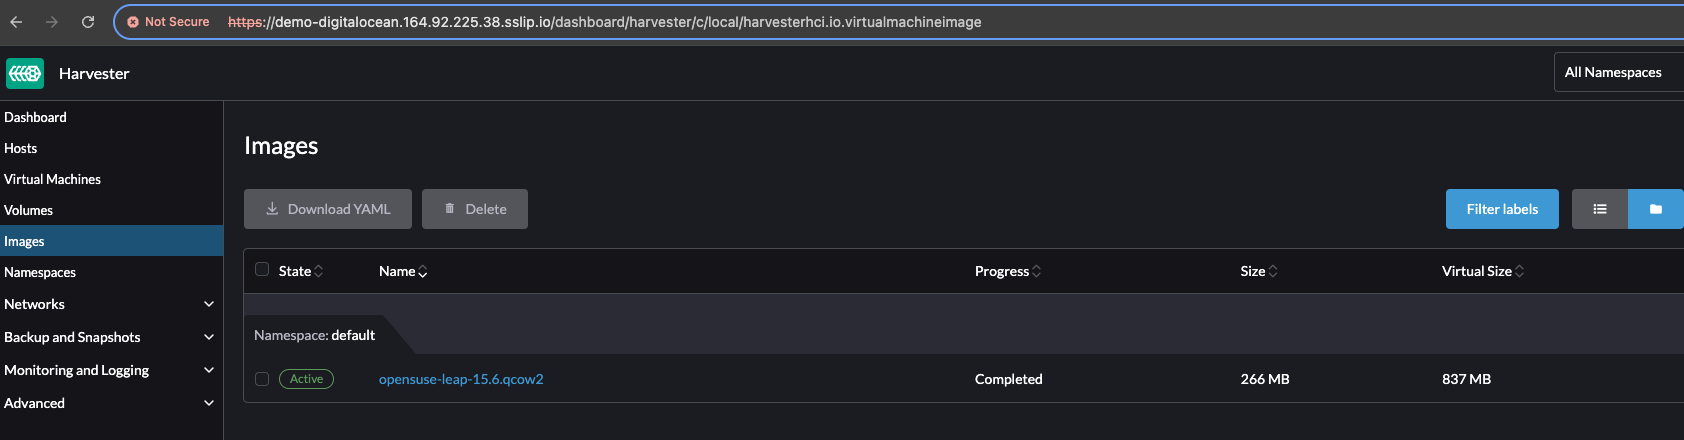 Not Secure https://demo-digitalocean.164.92.225.38.sslip.io/dashboard/harvester/c/local/harvesterhci.io.virtualmachineimage
Harvester
All Namespaces
Dashboard
Hosts
Virtual Machines
Volumes
Images
Namespaces
Networks
Backup and Snapshots
Monitoring and Logging
Advanced
Images
Download YAML Delete
Filter labels
State Name Progress Size Virtual Size
Namespace: default
Active opensuse-leap-15.6.qcow2 Completed 266 MB 837 MB